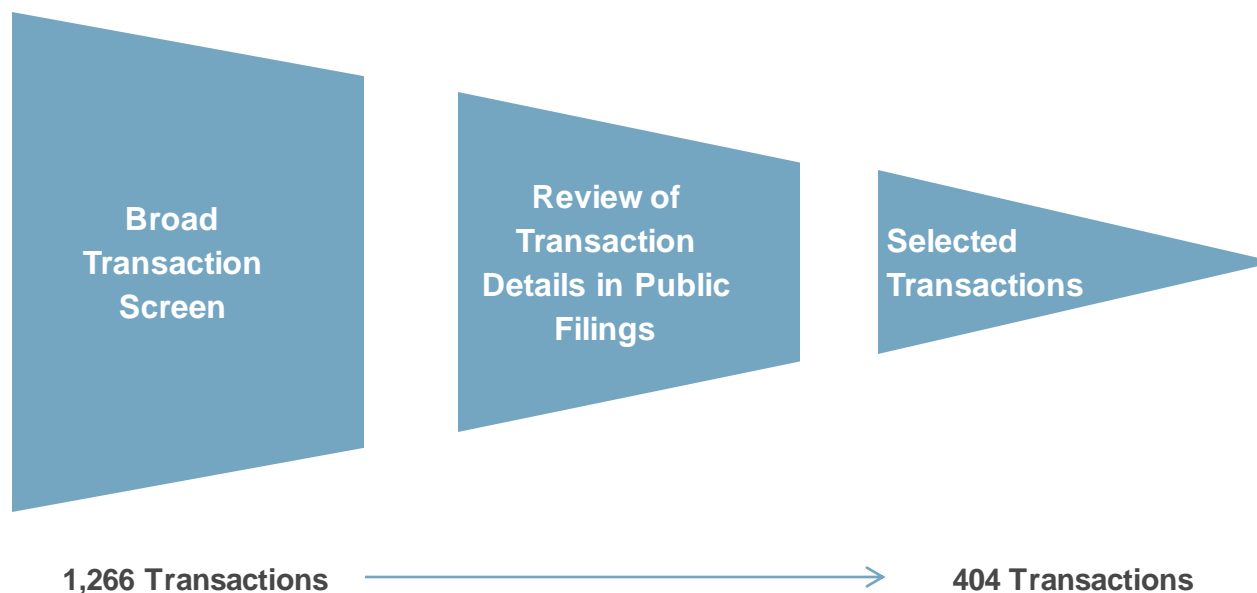 Broad
Transaction
Screen
Review of
Transaction
Details in Public
Filings
Selected
Transactions
1,266 Transactions
404 Transactions